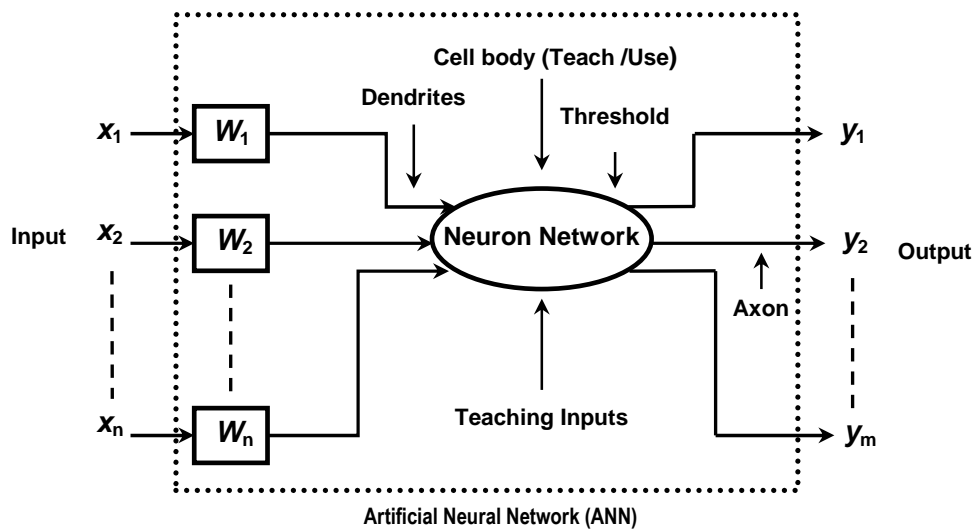 Cell body (Teach /Use)
Dendrites
Threshold
x1
W1
y1
Input
x2
W2
Neuron Network
y2
Output
Axon
Teaching Inputs
xn
Wn
ym
Artificial Neural Network (ANN)